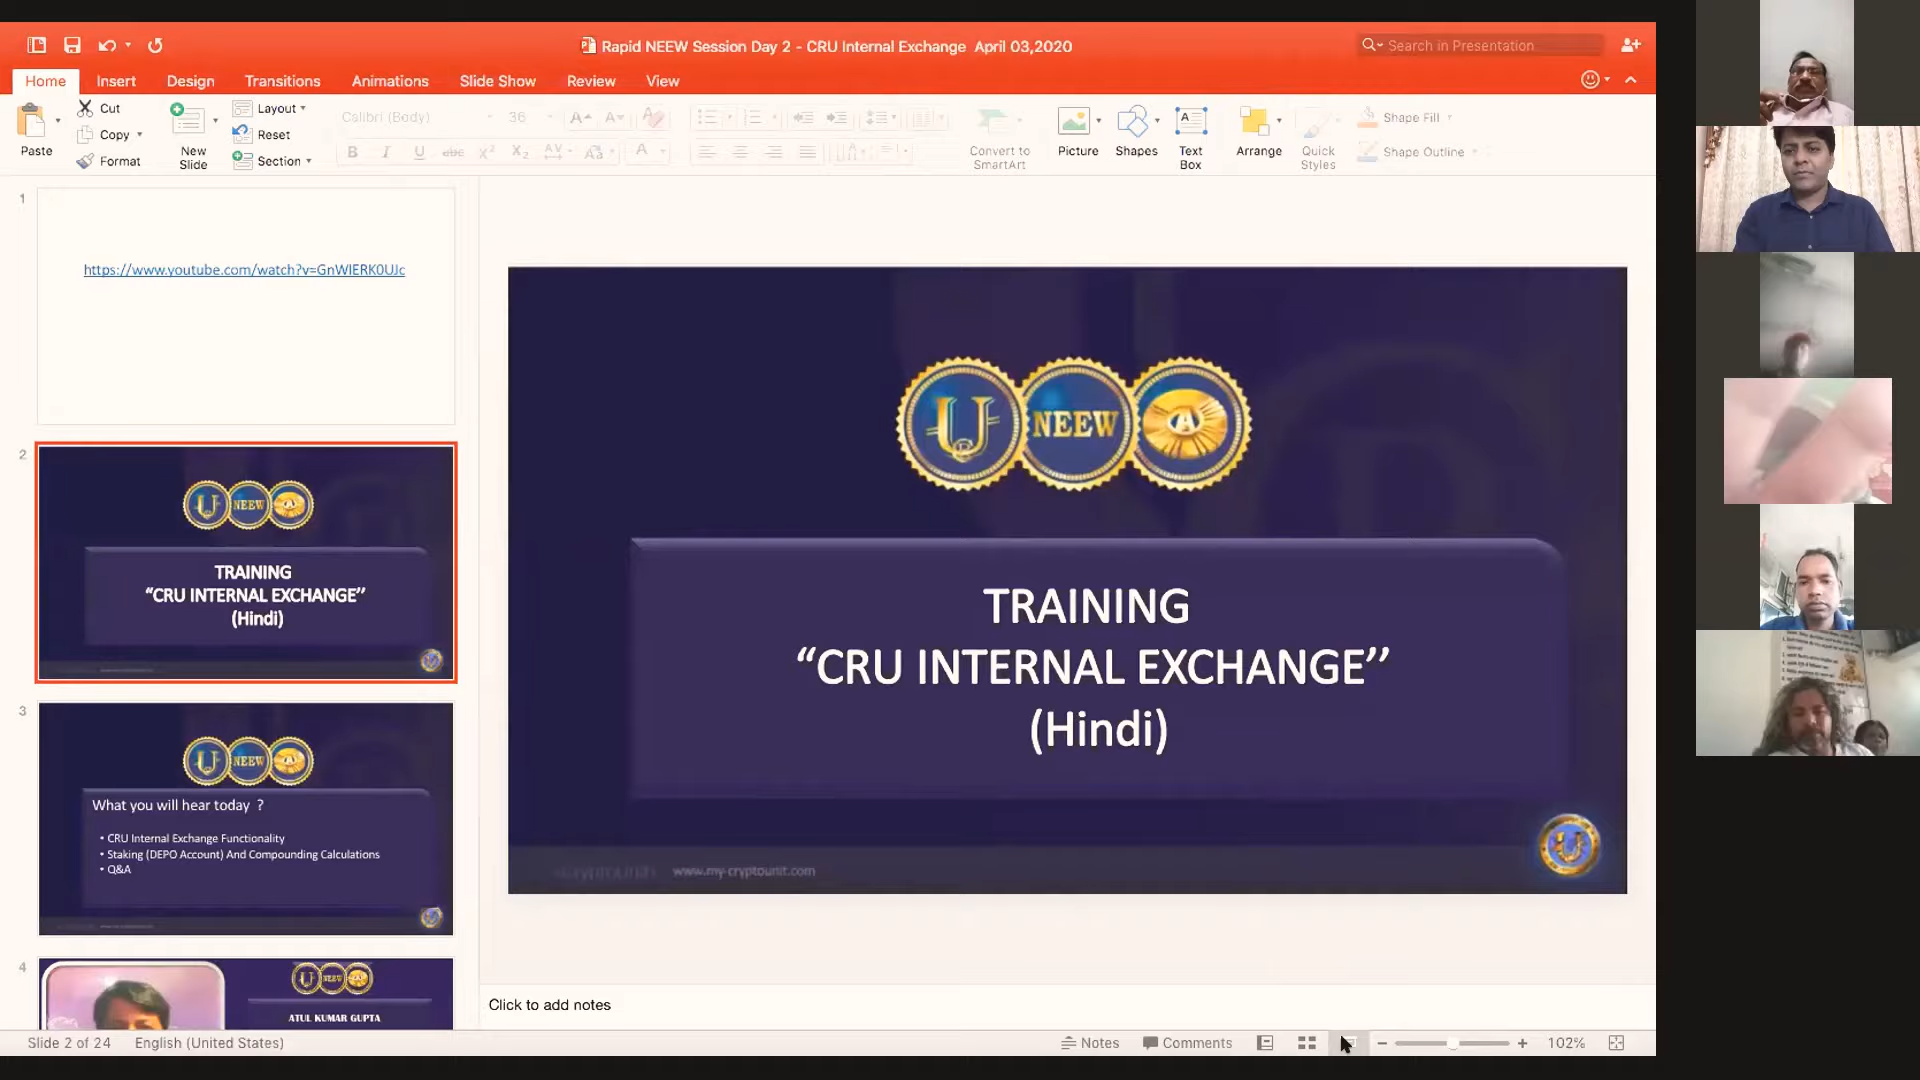 Rapid NEEW Session Day 2 - CRU Internal Exchange April 03,2020
Search in Presentation
Home Insert Design Transitions Animations Slide Show Review View
Paste
Cut
Copy
Format
New Slide
Layout
Reset
Section
Calibri (Body) 36
Convert to SmartArt
Picture
Shapes
Text Box
Arrange
Quick Styles
Shape Fill
Shape Outline
1
https://www.youtube.com/watch?v=GnWIERK0UJc
2
U NEEW A
TRAINING
“CRU INTERNAL EXCHANGE’’
(Hindi)
3
U NEEW A
What you will hear today ?
• CRU Internal Exchange Functionality
• Staking (DEPO Account) And Compounding Calculations
• Q&A
4
U NEEW A
ATUL KUMAR GUPTA
U NEEW A
TRAINING
“CRU INTERNAL EXCHANGE’’
(Hindi)
www.my-cryptounit.com
Click to add notes
Slide 2 of 24 English (United States) Notes Comments 102%